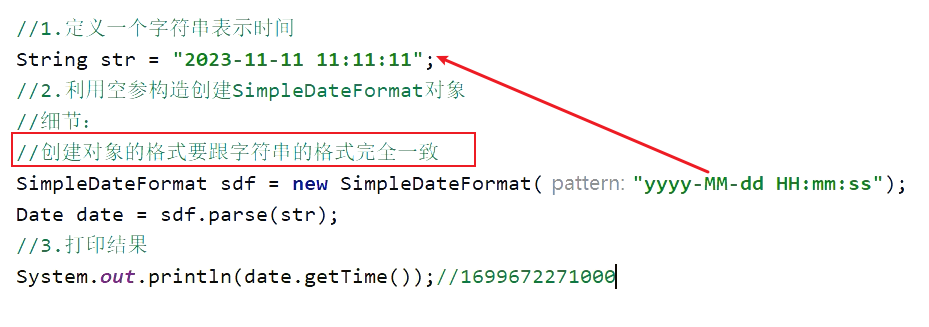 //1.定义一个字符串表示时间
String str = "2023-11-11 11:11:11";
//2.利用空参构造创建SimpleDateFormat对象
//细节：
//创建对象的格式要跟字符串的格式完全一致
SimpleDateFormat sdf = new SimpleDateFormat( pattern: "yyyy-MM-dd HH:mm:ss");
Date date = sdf.parse(str);
//3.打印结果
System.out.println(date.getTime());//1699672271000